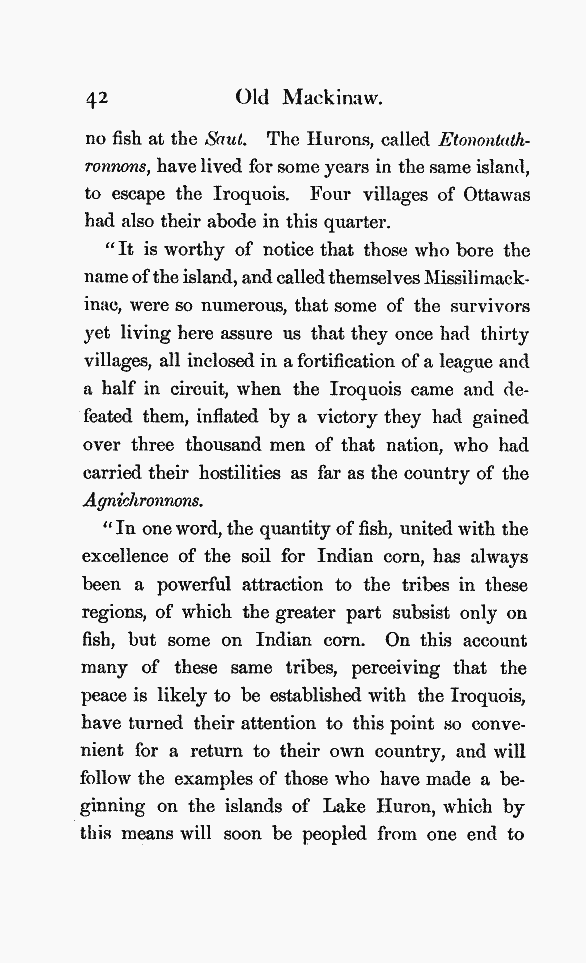 42 Old Mackinaw.
no fish at the Saut. The Hurons, called Etonontath-
ronnons, have lived for some years in the same island,
to escape the Iroquois. Four villages of Ottawas
had also their abode in this quarter.
"It is worthy of notice that those who bore the
name of the island, and called themselves Missilimack-
inac, were so numerous, that some of the survivors
yet living here assure us that they once had thirty
villages, all inclosed in a fortification of a league and
a half in circuit, when the Iroquois came and de-
feated them, inflated by a victory they had gained
over three thousand men of that nation, who had
carried their hostilities as far as the country of the
Agnichronnons.
"In one word, the quantity of fish, united with the
excellence of the soil for Indian corn, has always
been a powerful attraction to the tribes in these
regions, of which the greater part subsist only on
fish, but some on Indian corn. On this account
many of these same tribes, perceiving that the
peace is likely to be established with the Iroquois,
have turned their attention to this point so conve-
nient for a return to their own country, and will
follow the examples of those who have made a be-
ginning on the islands of Lake Huron, which by
this means will soon be peopled from one end to